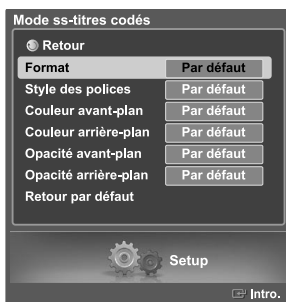 Mode ss-titres codés
Retour
Format Par défaut
Style des polices Par défaut
Couleur avant-plan Par défaut
Couleur arrière-plan Par défaut
Opacité avant-plan Par défaut
Opacité arrière-plan Par défaut
Retour par défaut
Setup
Intro.